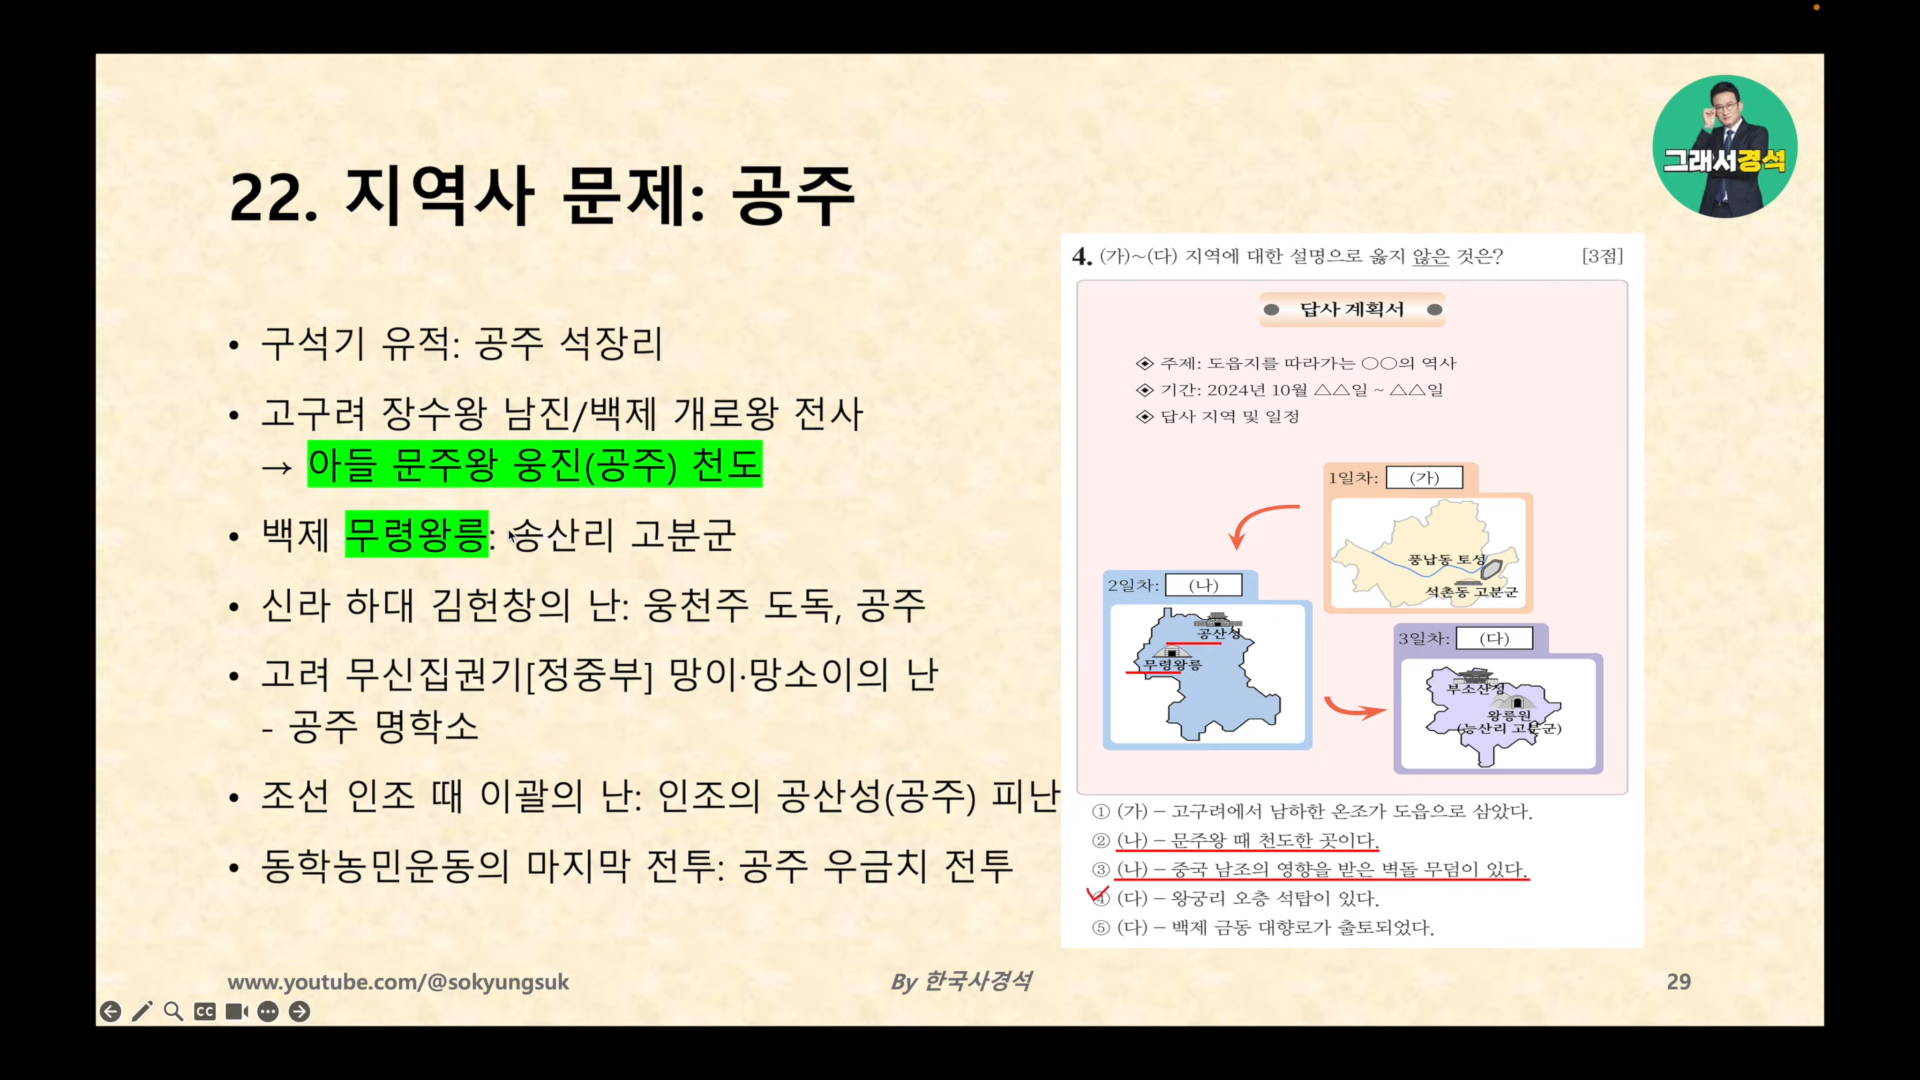 그래서경석
22. 지역사 문제: 공주
• 구석기 유적: 공주 석장리
• 고구려 장수왕 남진/백제 개로왕 전사
→ 아들 문주왕 웅진(공주) 천도
• 백제 무령왕릉: 송산리 고분군
• 신라 하대 김헌창의 난: 웅천주 도독, 공주
• 고려 무신집권기[정중부] 망이·망소이의 난
- 공주 명학소
• 조선 인조 때 이괄의 난: 인조의 공산성(공주) 피난
• 동학농민운동의 마지막 전투: 공주 우금치 전투
4. (가)~(다) 지역에 대한 설명으로 옳지 않은 것은? [3점]
답사 계획서
◈ 주제: 도읍지를 따라가는 ○○의 역사
◈ 기간: 2024년 10월 △△일 ~ △△일
◈ 답사 지역 및 일정
1일차: (가)
풍납동 토성
석촌동 고분군
2일차: (나)
공산성
무령왕릉
3일차: (다)
부소산성
왕릉원
(능산리 고분군)
① (가) – 고구려에서 남하한 온조가 도읍으로 삼았다.
② (나) – 문주왕 때 천도한 곳이다.
③ (나) – 중국 남조의 영향을 받은 벽돌 무덤이 있다.
④ (다) – 왕궁리 오층 석탑이 있다.
⑤ (다) – 백제 금동 대향로가 출토되었다.
www.youtube.com/@sokyungsuk
By 한국사경석
29
CC